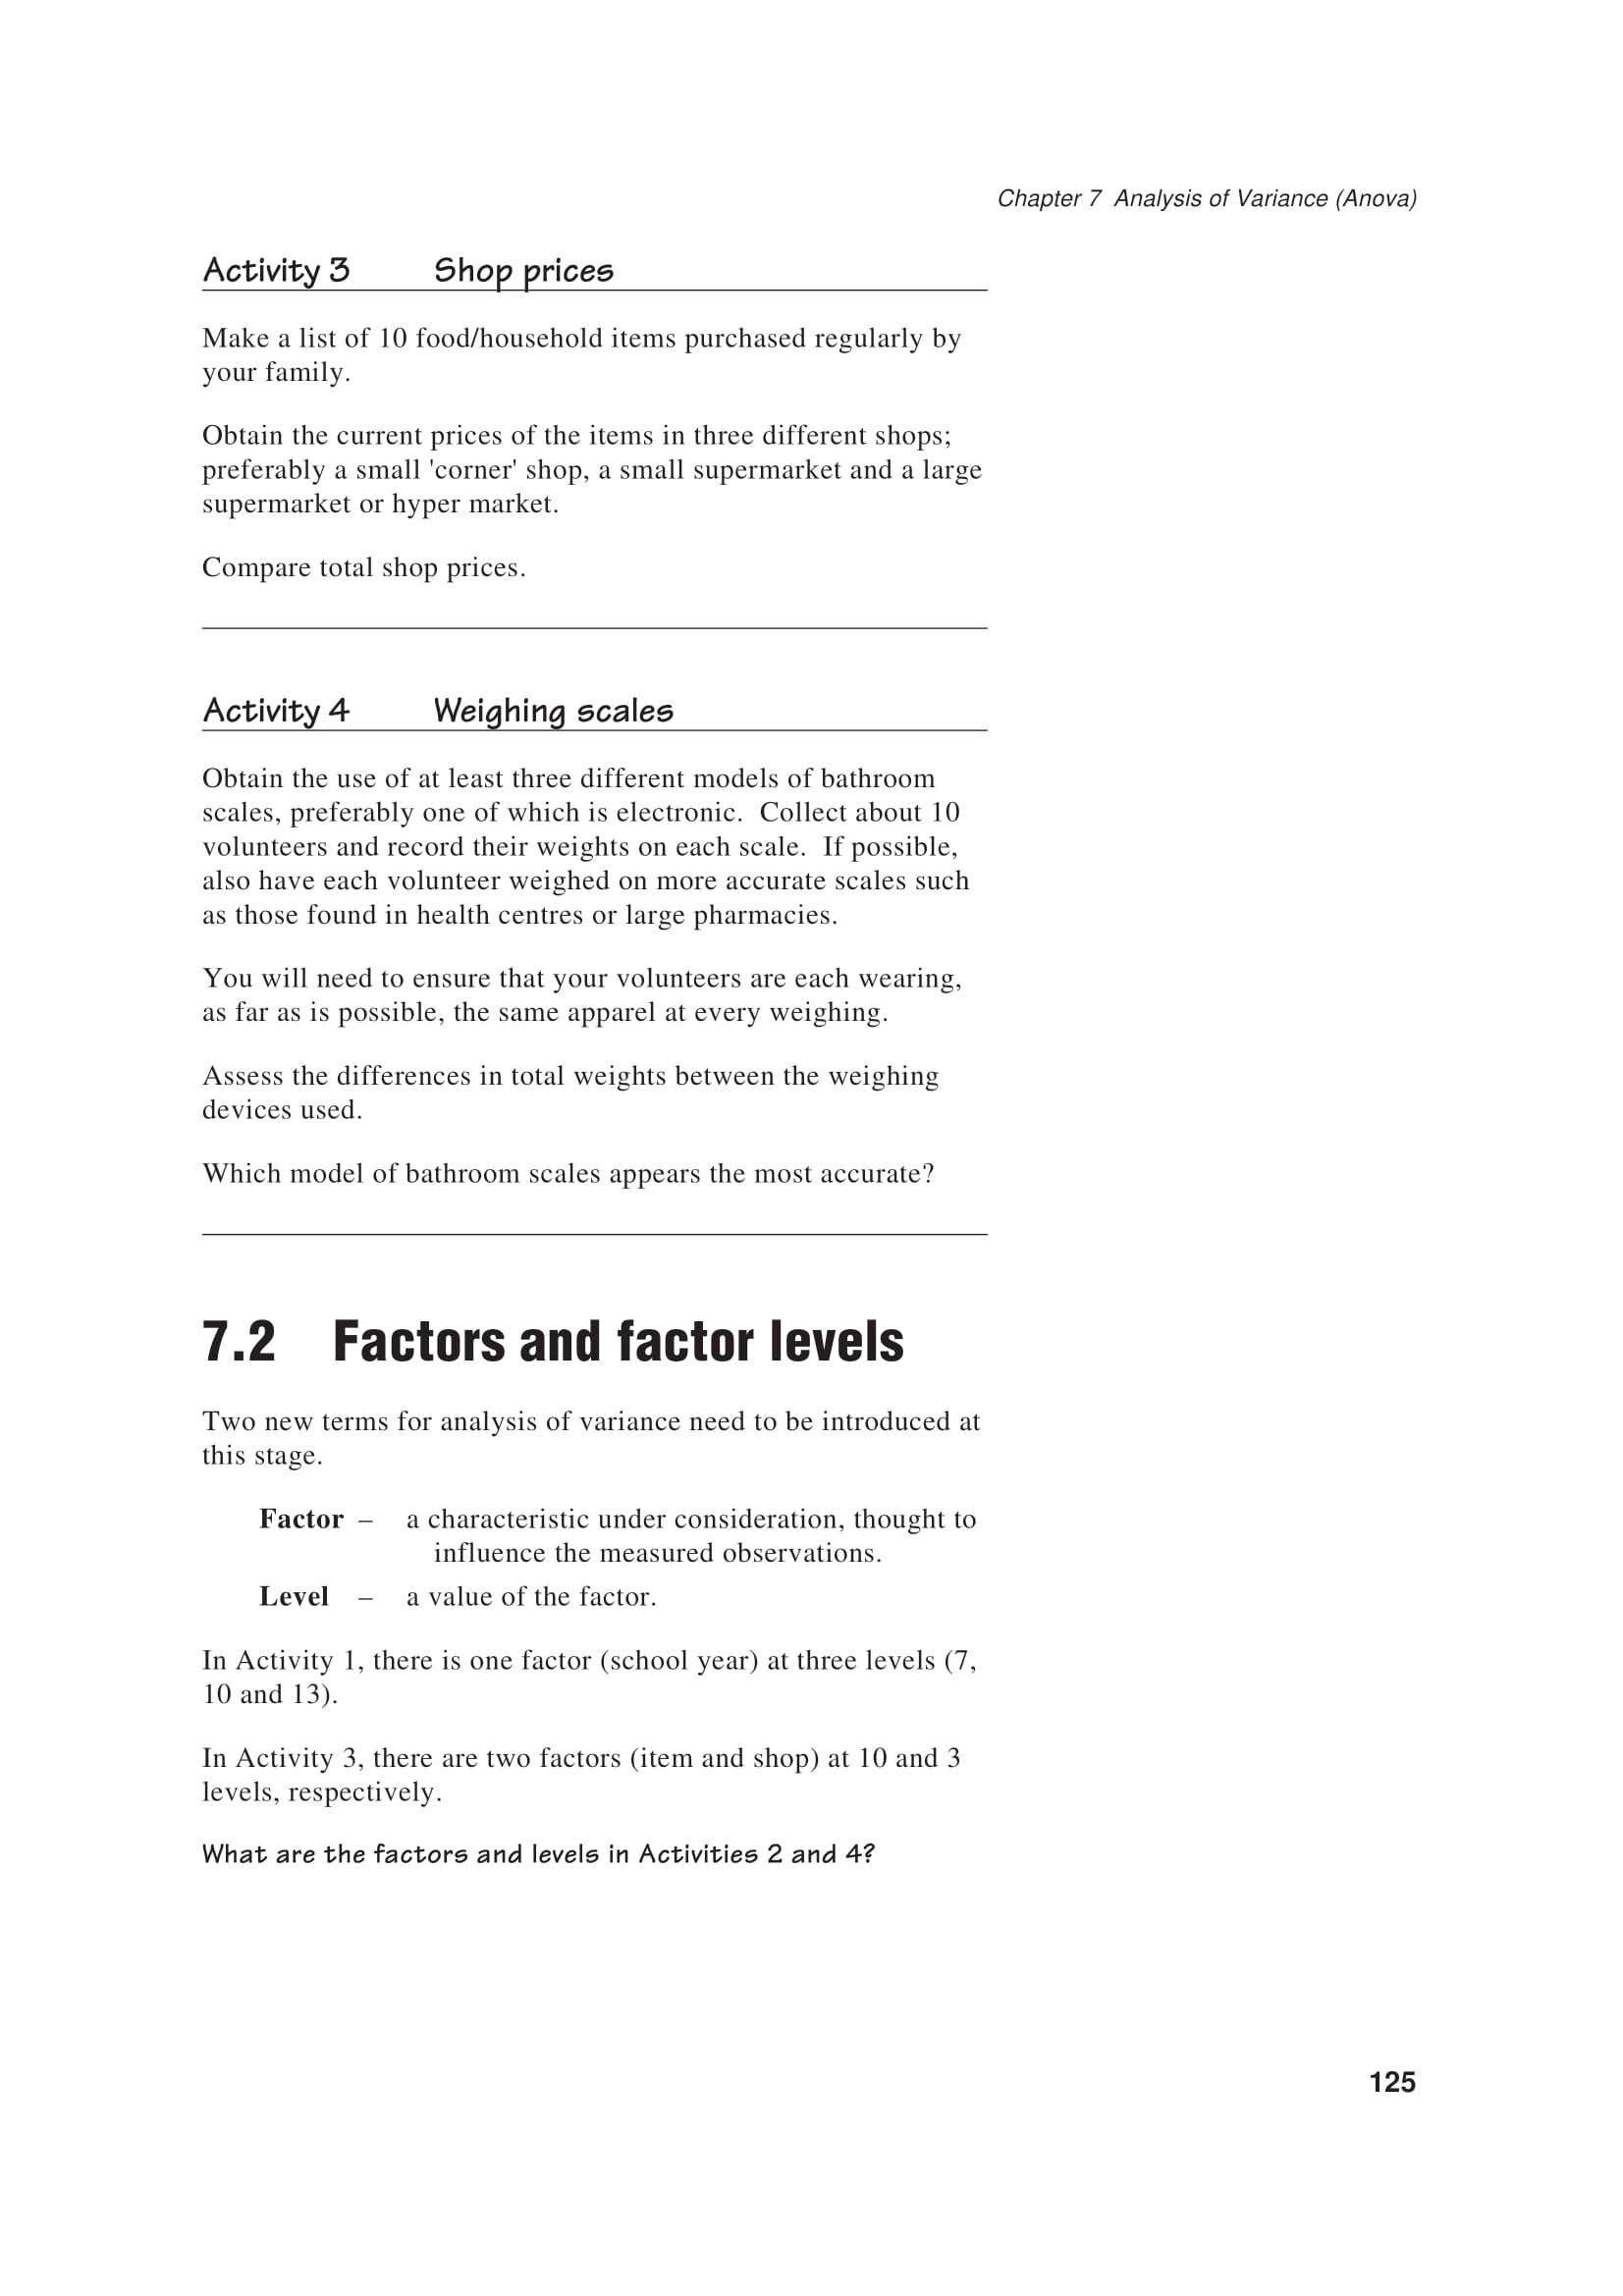 Chapter 7 Analysis of Variance (Anova)
Activity 3 Shop prices
Make a list of 10 food/household items purchased regularly by
your family.
Obtain the current prices of the items in three different shops;
preferably a small 'corner' shop, a small supermarket and a large
supermarket or hyper market.
Compare total shop prices.
Activity 4 Weighing scales
Obtain the use of at least three different models of bathroom
scales, preferably one of which is electronic. Collect about 10
volunteers and record their weights on each scale. If possible,
also have each volunteer weighed on more accurate scales such
as those found in health centres or large pharmacies.
You will need to ensure that your volunteers are each wearing,
as far as is possible, the same apparel at every weighing.
Assess the differences in total weights between the weighing
devices used.
Which model of bathroom scales appears the most accurate?
7.2 Factors and factor levels
Two new terms for analysis of variance need to be introduced at
this stage.
Factor – a characteristic under consideration, thought to
influence the measured observations.
Level – a value of the factor.
In Activity 1, there is one factor (school year) at three levels (7,
10 and 13).
In Activity 3, there are two factors (item and shop) at 10 and 3
levels, respectively.
What are the factors and levels in Activities 2 and 4?
125